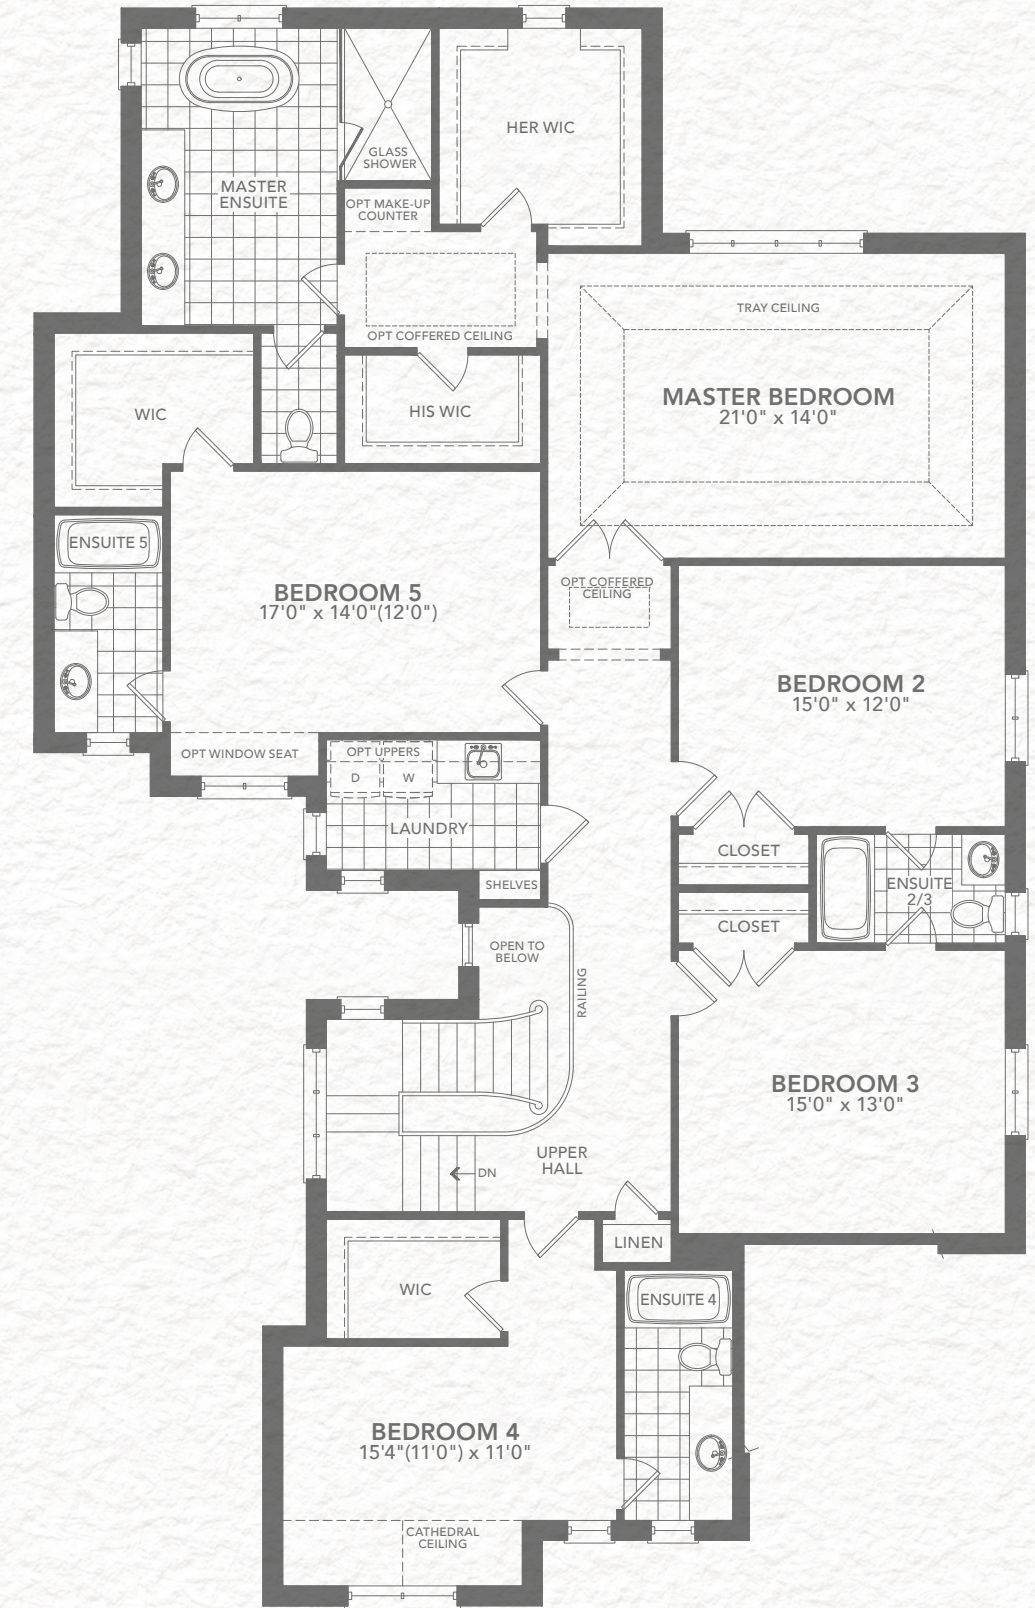 HER WIC
GLASS
SHOWER
MASTER
ENSUITE
OPT MAKE-UP
COUNTER
OPT COFFERED CEILING
TRAY CEILING
MASTER BEDROOM
21'0" x 14'0"
WIC
HIS WIC
ENSUITE 5
BEDROOM 5
17'0" x 14'0"(12'0")
OPT COFFERED
CEILING
BEDROOM 2
15'0" x 12'0"
OPT WINDOW SEAT
OPT UPPERS
D
W
LAUNDRY
SHELVES
CLOSET
ENSUITE
2/3
CLOSET
OPEN TO
BELOW
RAILING
BEDROOM 3
15'0" x 13'0"
UPPER
HALL
DN
LINEN
WIC
ENSUITE 4
BEDROOM 4
15'4"(11'0") x 11'0"
CATHEDRAL
CEILING